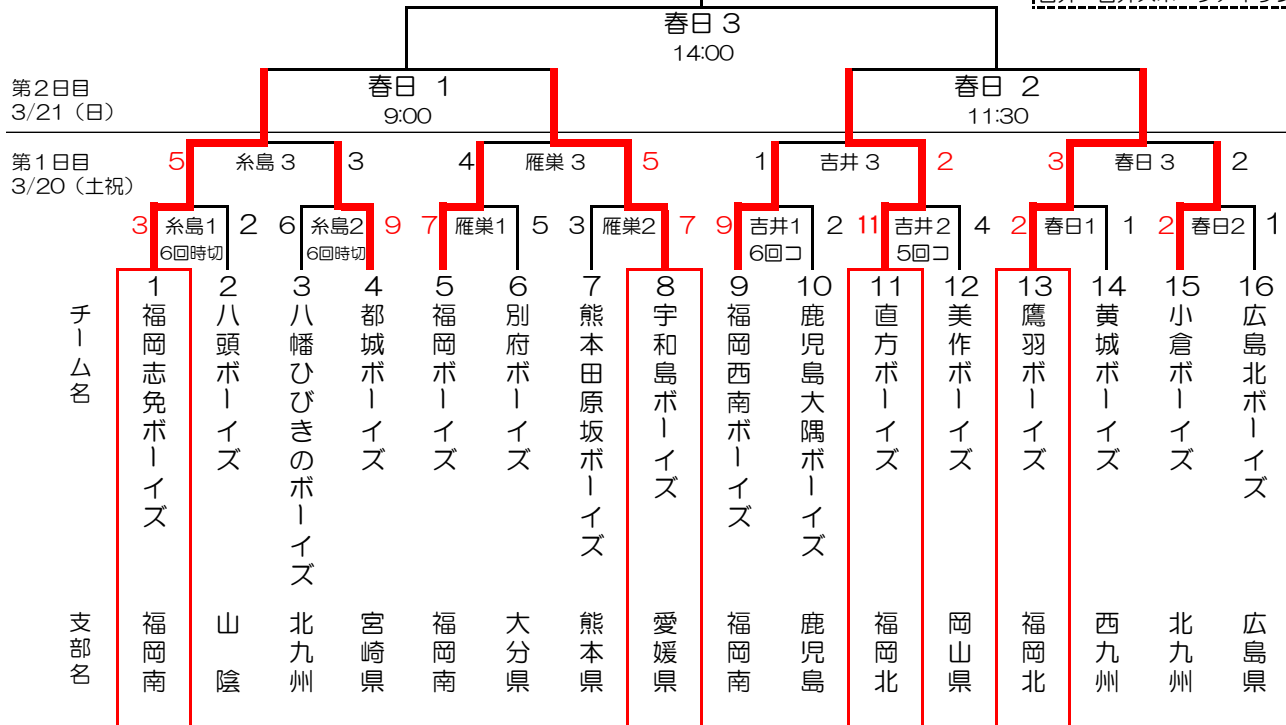 春日 3
14:00
第2日目
3/21（日）
春日 1
9:00
春日 2
11:30
第1日目
3/20（土祝）
5 糸島 3 3
4 雁巣 3 5
1 吉井 3 2
3 春日 3 2
3 糸島1 2
6回時切
6 糸島2 9
6回時切
7 雁巣1 5
3 雁巣2 7
9 吉井1 2
6回コ
11 吉井2 4
5回コ
2 春日1 1
2 春日2 1
チーム名
1 福岡志免ボーイズ
2 八頭ボーイズ
3 八幡ひびきのボーイズ
4 都城ボーイズ
5 福岡ボーイズ
6 別府ボーイズ
7 熊本田原坂ボーイズ
8 宇和島ボーイズ
9 福岡西南ボーイズ
10 鹿児島大隅ボーイズ
11 直方ボーイズ
12 美作ボーイズ
13 鷹羽ボーイズ
14 黄城ボーイズ
15 小倉ボーイズ
16 広島北ボーイズ
支部名
福岡南
山陰
北九州
宮崎県
福岡南
大分県
熊本県
愛媛県
福岡南
鹿児島
福岡北
岡山県
福岡北
西九州
北九州
広島県